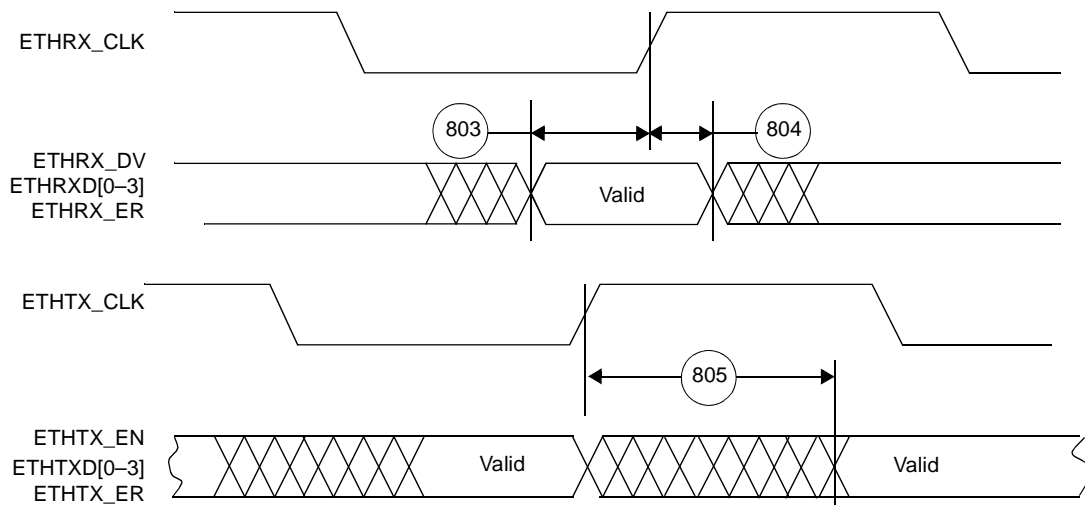 ETHRX_CLK
803
804
ETHRX_DV
ETHRXD[0–3]
ETHRX_ER
Valid
ETHTX_CLK
805
ETHTX_EN
ETHTXD[0–3]
ETHTX_ER
Valid
Valid